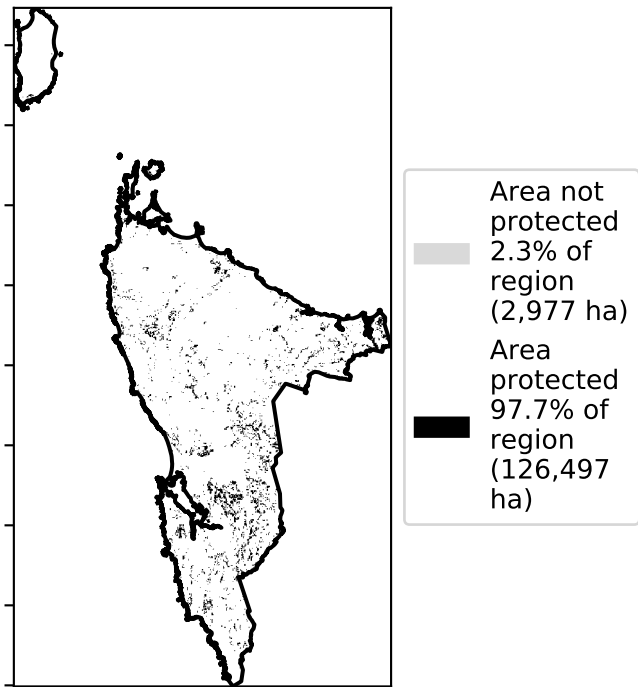 Area not
protected
2.3% of
region
(2,977 ha)
Area
protected
97.7% of
region
(126,497
ha)